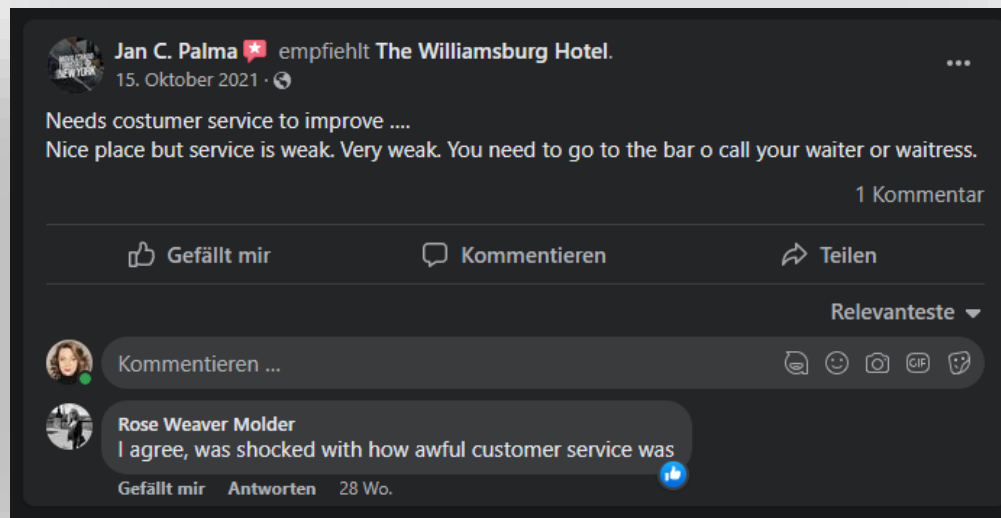 Jan C. Palma empfiehlt The Williamsburg Hotel.
15. Oktober 2021 ·
Needs costumer service to improve ....
Nice place but service is weak. Very weak. You need to go to the bar o call your waiter or waitress.
1 Kommentar
Gefällt mir Kommentieren Teilen
Relevanteste
Kommentieren ...
GIF
Rose Weaver Molder
I agree, was shocked with how awful customer service was
Gefällt mir Antworten 28 Wo.